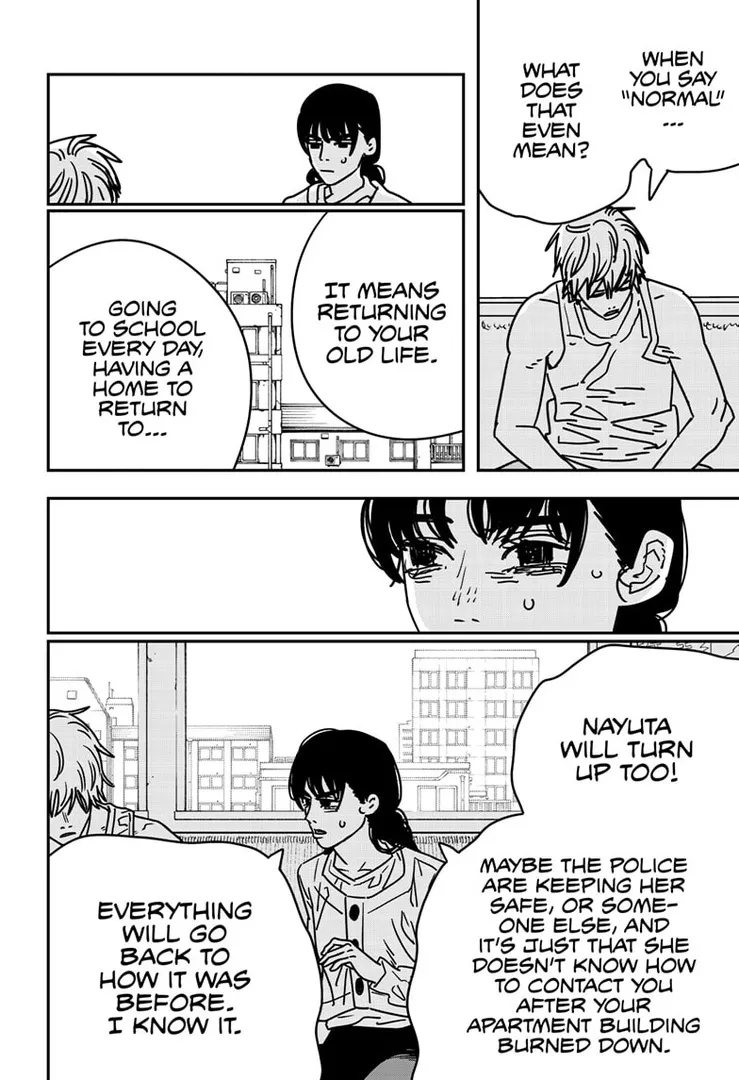 WHEN
YOU SAY
"NORMAL"
...
WHAT
DOES
THAT
EVEN
MEAN?
IT MEANS
RETURNING
TO YOUR
OLD LIFE.
GOING
TO SCHOOL
EVERY DAY,
HAVING A
HOME TO
RETURN
TO...
NAYUTA
WILL TURN
UP TOO!
MAYBE THE POLICE
ARE KEEPING HER
SAFE, OR SOME-
ONE ELSE, AND
IT'S JUST THAT SHE
DOESN'T KNOW HOW
TO CONTACT YOU
AFTER YOUR
APARTMENT BUILDING
BURNED DOWN.
EVERYTHING
WILL GO
BACK TO
HOW IT WAS
BEFORE.
I KNOW IT.